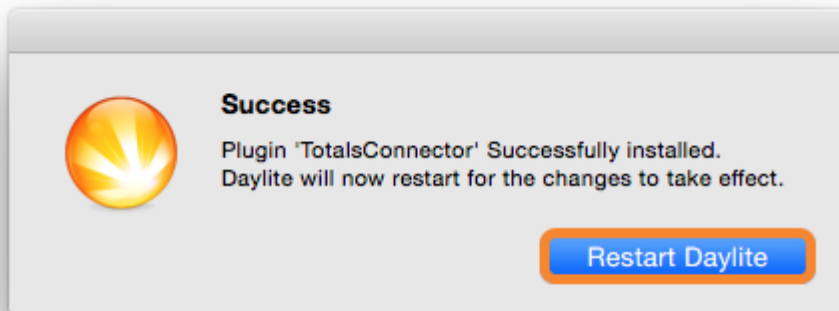 Success
Plugin 'TotalsConnector' Successfully installed.
Daylite will now restart for the changes to take effect.
Restart Daylite